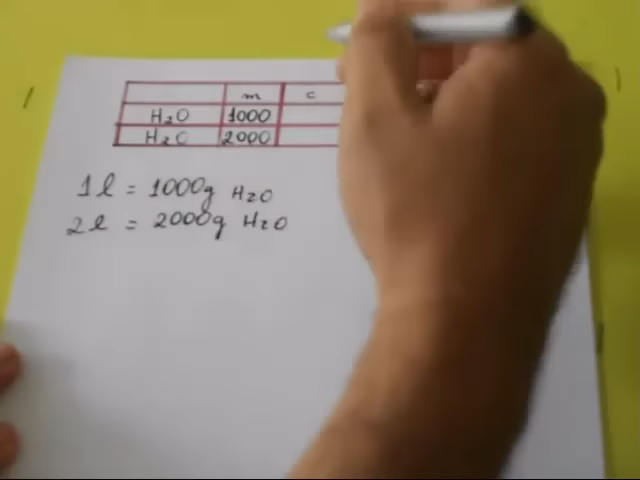 m c
H2O 1000
H2O 2000
1l = 1000g H2O
2l = 2000g H2O